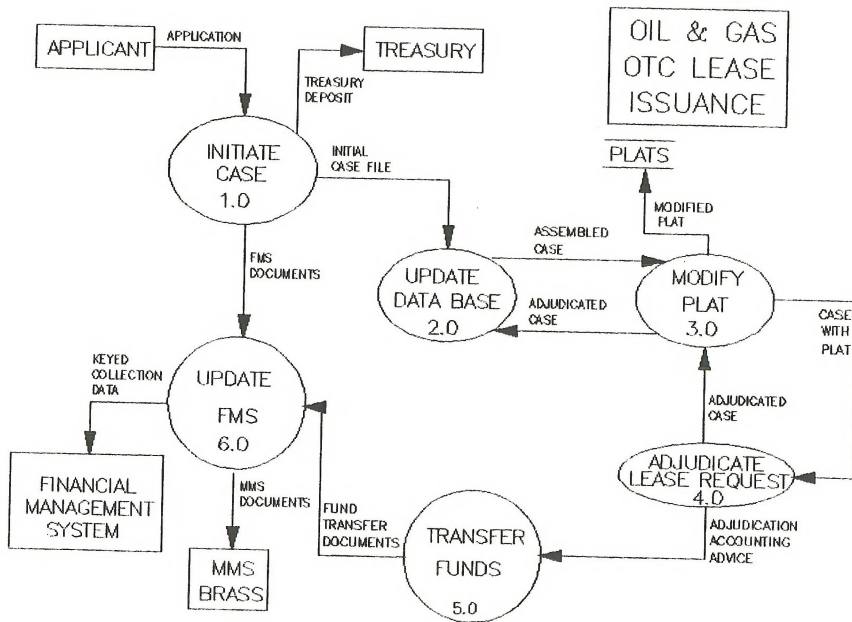 APPLICANT
APPLICATION
TREASURY
TREASURY
DEPOSIT
OIL & GAS
OTC LEASE
ISSUANCE
INITIATE
CASE
1.0
INITIAL
CASE FILE
PLATS
MODIFIED
PLAT
FMS
DOCUMENTS
ASSEMBLED
CASE
UPDATE
DATA BASE
2.0
ADJUDICATED
CASE
MODIFY
PLAT
3.0
CASE
WITH
PLAT
KEYED
COLLECTION
DATA
UPDATE
FMS
6.0
ADJUDICATED
CASE
FINANCIAL
MANAGEMENT
SYSTEM
MMS
DOCUMENTS
FUND
TRANSFER
DOCUMENTS
ADJUDICATE
LEASE REQUEST
4.0
ADJUDICATION
ACCOUNTING
ADVICE
TRANSFER
FUNDS
5.0
MMS
BRASS